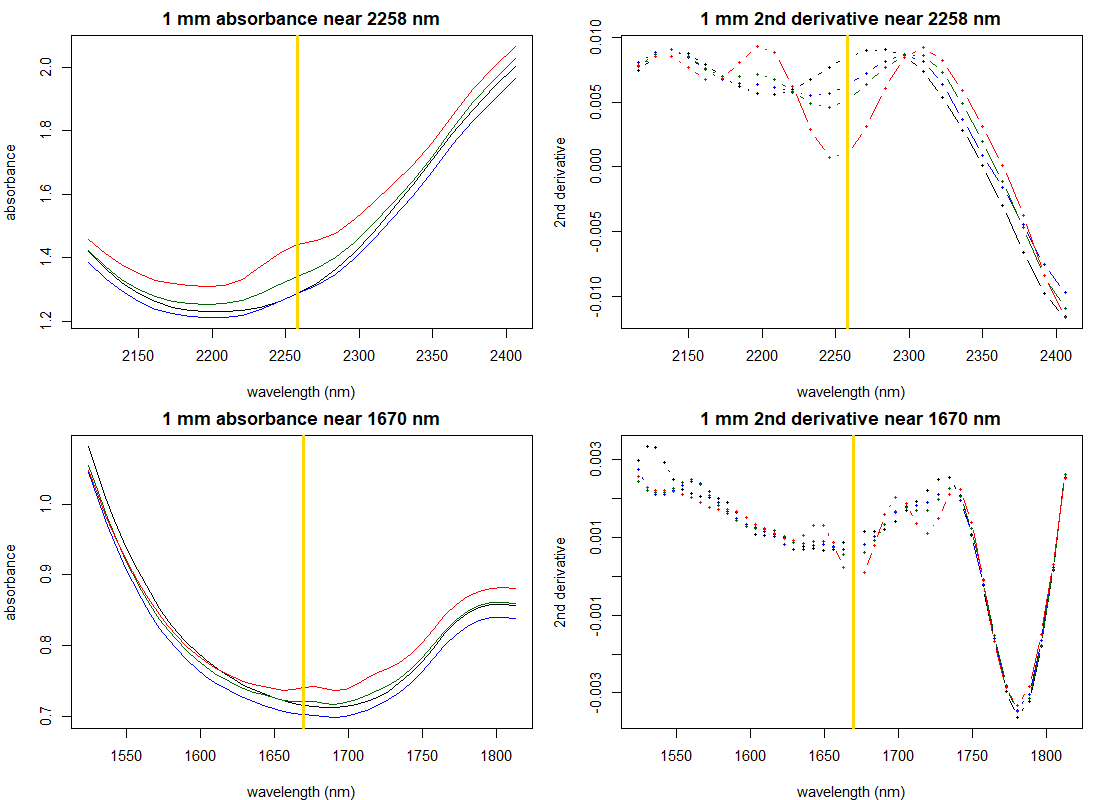 1 mm absorbance near 2258 nm
absorbance
2.0
1.8
1.6
1.4
1.2
2150 2200 2250 2300 2350 2400
wavelength (nm)
1 mm 2nd derivative near 2258 nm
2nd derivative
0.010
0.005
0.000
-0.005
-0.010
2150 2200 2250 2300 2350 2400
wavelength (nm)
1 mm absorbance near 1670 nm
absorbance
1.0
0.9
0.8
0.7
1550 1600 1650 1700 1750 1800
wavelength (nm)
1 mm 2nd derivative near 1670 nm
2nd derivative
0.003
0.001
-0.001
-0.003
1550 1600 1650 1700 1750 1800
wavelength (nm)